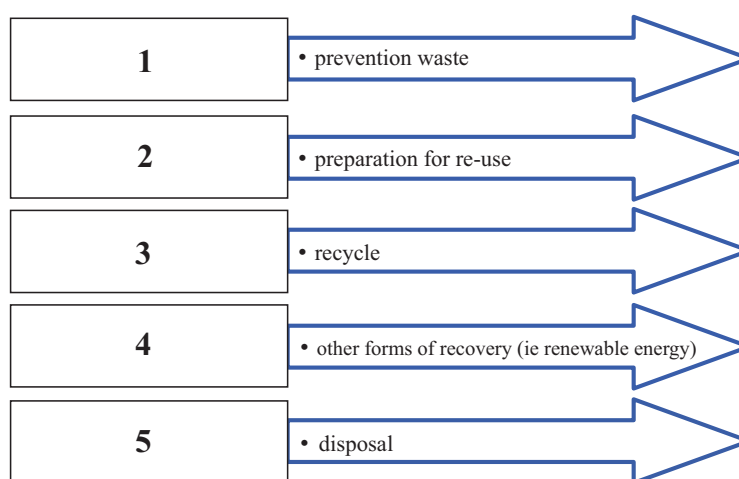 1
• prevention waste
2
• preparation for re-use
3
• recycle
4
• other forms of recovery (ie renewable energy)
5
• disposal